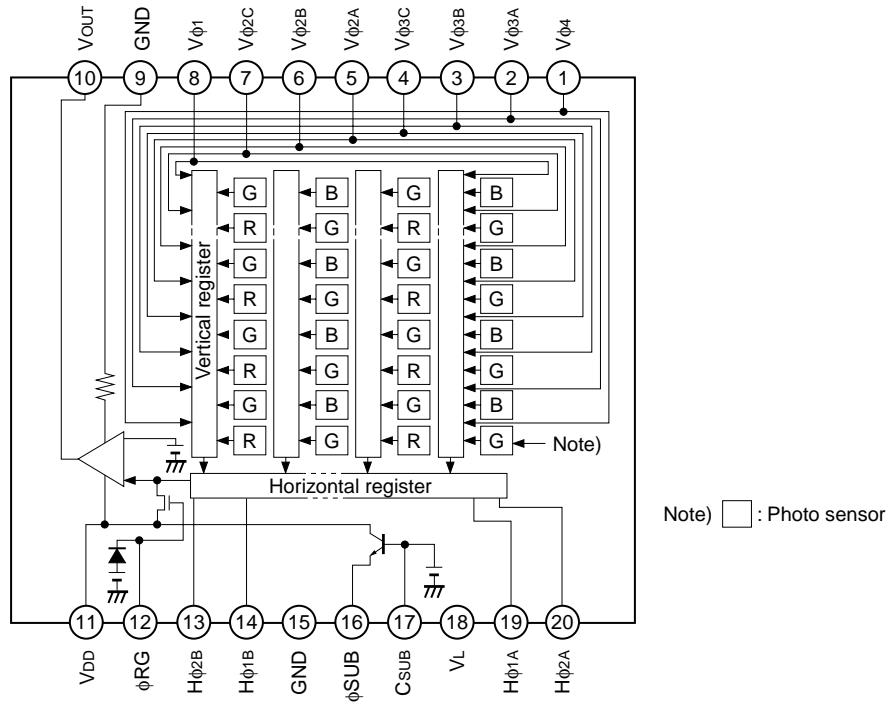 VOUT GND Vφ1 Vφ2C Vφ2B Vφ2A Vφ3C Vφ3B Vφ3A Vφ4
10 9 8 7 6 5 4 3 2 1
G B G B
R G R G
G B G B
R G R G
G B G B
R G R G
G B G B
R G R G
Vertical register
Note)
Horizontal register
Note) : Photo sensor
11 12 13 14 15 16 17 18 19 20
VDD φRG Hφ2B Hφ1B GND φSUB CSUB VL Hφ1A Hφ2A